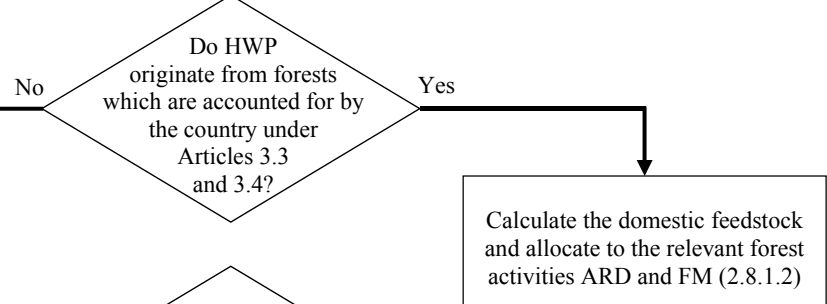 Do HWP
originate from forests
which are accounted for by
the country under
Articles 3.3
and 3.4?
No
Yes
Calculate the domestic feedstock
and allocate to the relevant forest
activities ARD and FM (2.8.1.2)